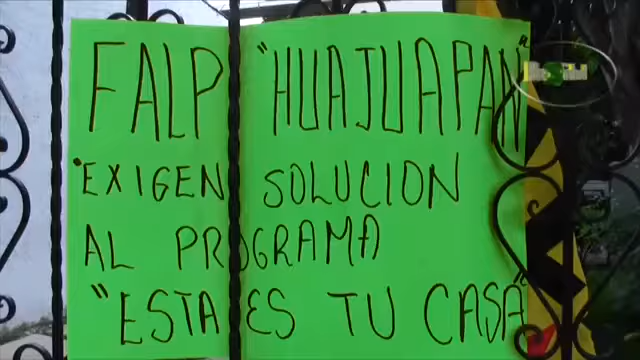 FALP "HUAJUAPAN"
"EXIGEN SOLUCION
AL PROGRAMA
"ESTA ES TU CASA"